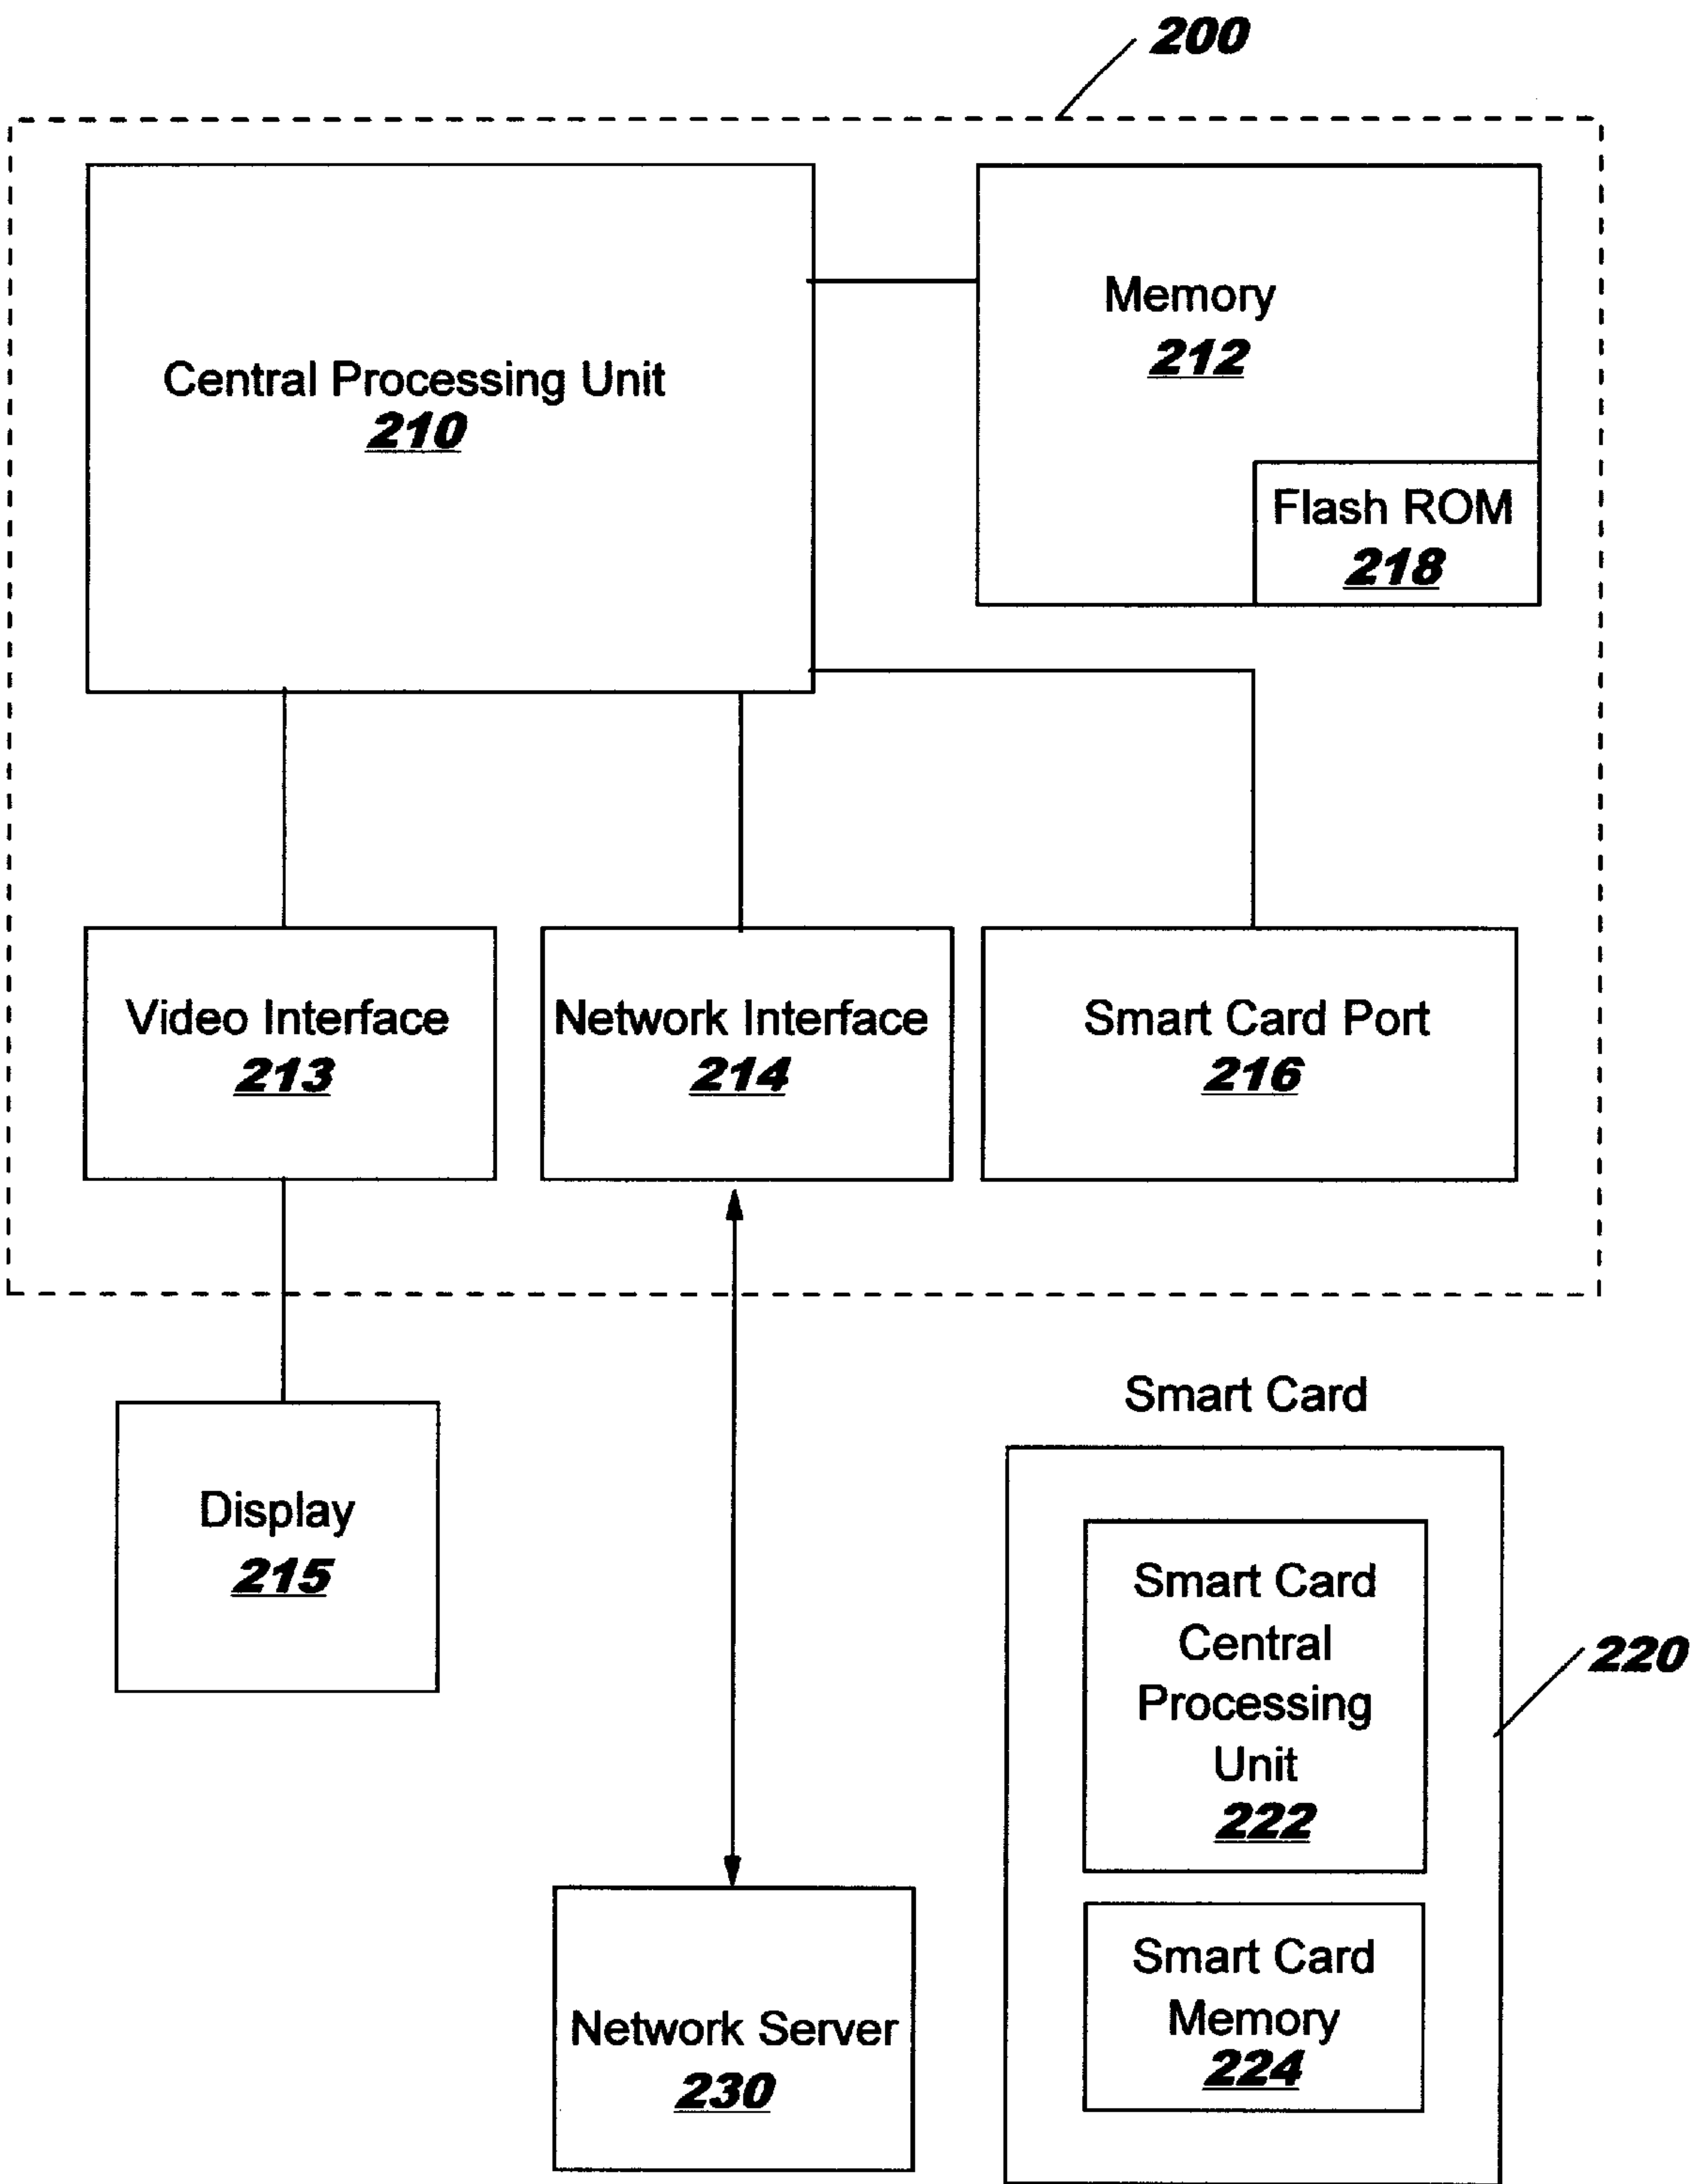 200
Central Processing Unit
210
Memory
212
Flash ROM
218
Video Interface
213
Network Interface
214
Smart Card Port
216
Display
215
Smart Card
Smart Card
Central
Processing
Unit
222
220
Smart Card
Memory
224
Network Server
230